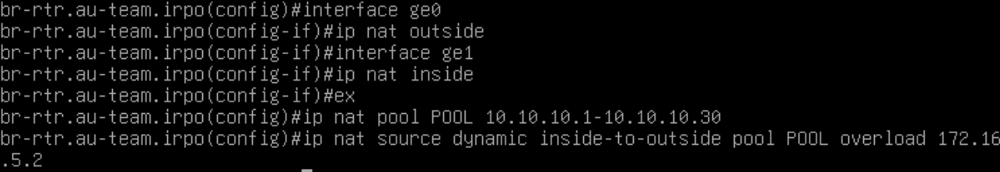 br-rtr.au-team.irpo(config)#interface ge0
br-rtr.au-team.irpo(config-if)#ip nat outside
br-rtr.au-team.irpo(config-if)#interface ge1
br-rtr.au-team.irpo(config-if)#ip nat inside
br-rtr.au-team.irpo(config-if)#ex
br-rtr.au-team.irpo(config)#ip nat pool POOL 10.10.10.1-10.10.10.30
br-rtr.au-team.irpo(config)#ip nat source dynamic inside-to-outside pool POOL overload 172.16
.5.2